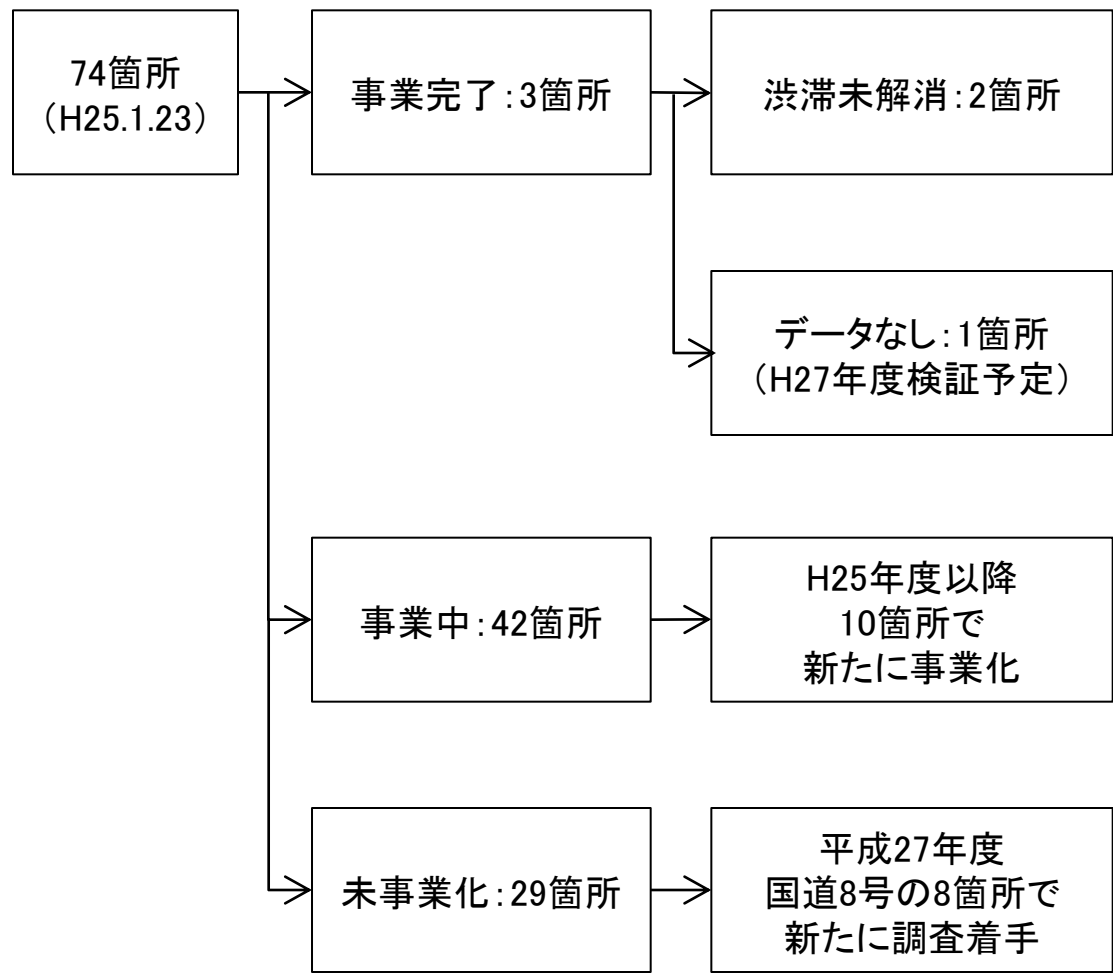 74箇所
（H25.1.23）
事業完了：3箇所
渋滞未解消：2箇所
データなし：1箇所
（H27年度検証予定）
事業中：42箇所
H25年度以降
10箇所で
新たに事業化
未事業化：29箇所
平成27年度
国道8号の8箇所で
新たに調査着手